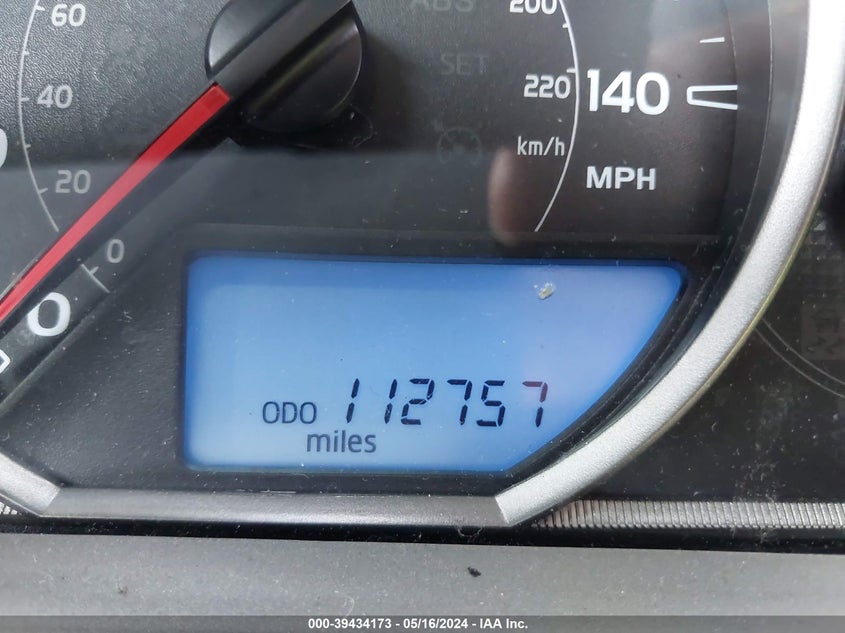 60
ABS
200
SET
40
220
140
km/h
MPH
20
0
0
ODO 112757
miles
000-39434173 - 05/16/2024 - IAA Inc.